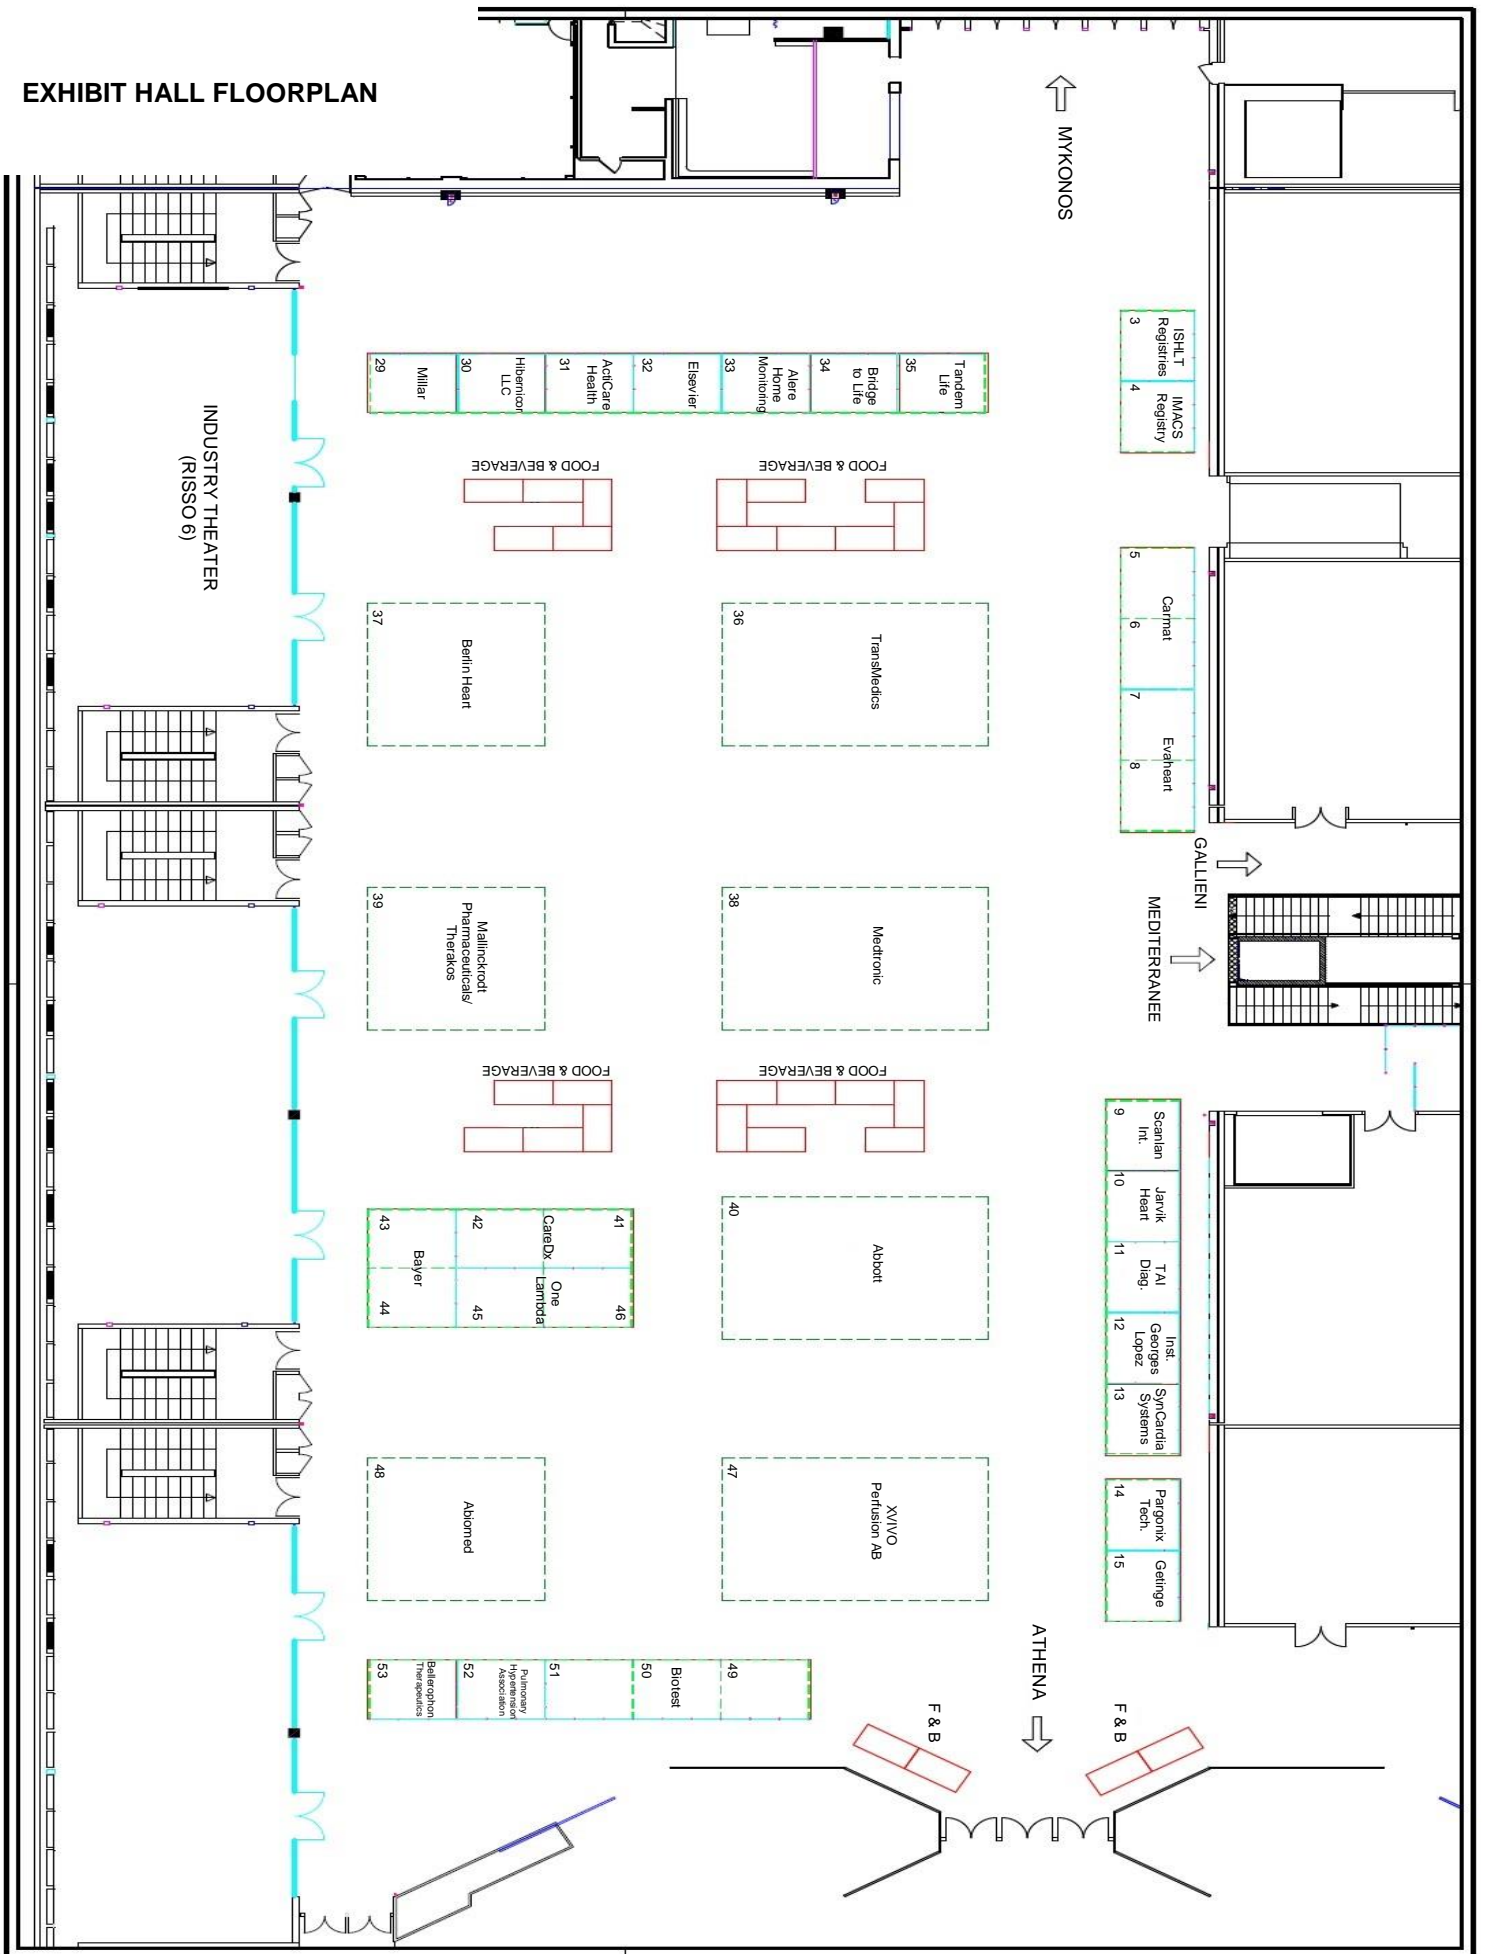 EXHIBIT HALL FLOORPLAN
MYKONOS
3
ISHLT
Registries
4
IMACS
Registry
29
Millar
30
Hibernicor
LLC
31
ActiCare
Health
32
Elsevier
33
Alere
Home
Monitoring
34
Bridge
to Life
35
Tandem
Life
FOOD & BEVERAGE
FOOD & BEVERAGE
INDUSTRY THEATER
(RISSO 6)
5
Carmat
6
7
Evaheart
8
37
Berlin Heart
36
TransMedics
GALLIENI
MEDITERRANEE
39
Mallinckrodt
Pharmaceuticals/
Therakos
38
Medtronic
FOOD & BEVERAGE
FOOD & BEVERAGE
9
Scanlan
Int.
10
Jarvik
Heart
11
TAI
Diag.
12
Inst.
Georges
Lopez
13
SynCardia
Systems
43
Bayer
44
42
CareDx
41
45
One
Lambda
46
40
Abbott
14
Pargonix
Tech.
15
Getinge
48
Abiomed
47
XVIVO
Perfusion AB
ATHENA
53
Bellerophon
Therapeutics
52
Pulmonary
Hypertension
Association
51
50
Biotest
49
F & B
F & B